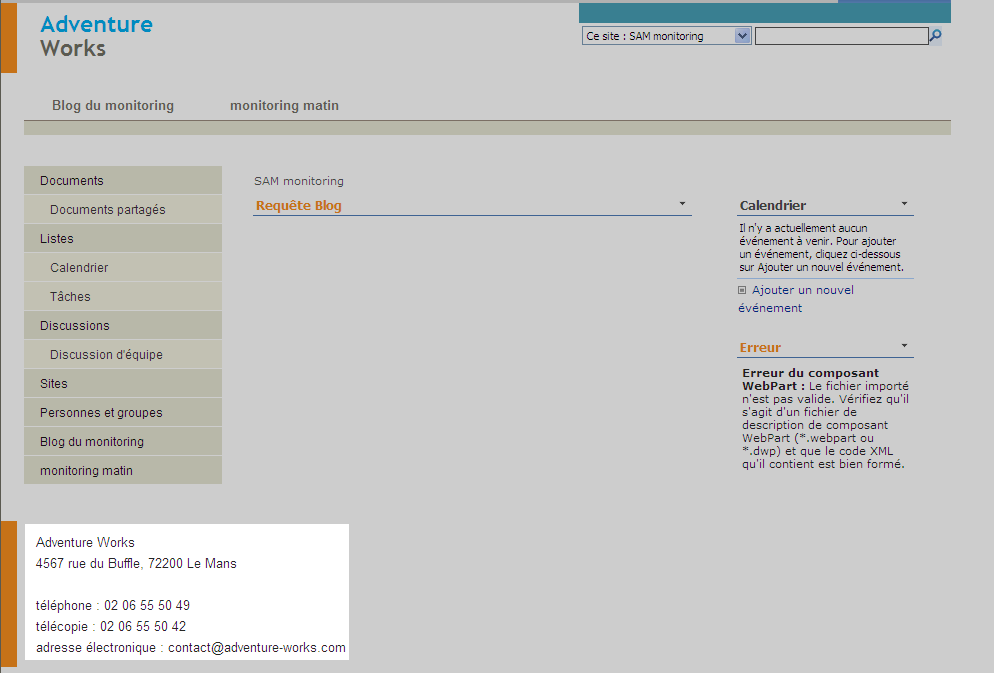 Adventure
Works
Ce site : SAM monitoring
Blog du monitoring
monitoring matin
Documents
Documents partagés
Listes
Calendrier
Tâches
Discussions
Discussion d'équipe
Sites
Personnes et groupes
Blog du monitoring
monitoring matin
SAM monitoring
Requête Blog
Calendrier
Il n'y a actuellement aucun
événement à venir. Pour ajouter
un événement, cliquez ci-dessous
sur Ajouter un nouvel événement.
Ajouter un nouvel
événement
Erreur
Erreur du composant
WebPart : Le fichier importé
n'est pas valide. Vérifiez qu'il
s'agit d'un fichier de
description de composant
WebPart (*.webpart ou
*.dwp) et que le code XML
qu'il contient est bien formé.
Adventure Works
4567 rue du Buffle, 72200 Le Mans
téléphone : 02 06 55 50 49
télécopie : 02 06 55 50 42
adresse électronique : contact@adventure-works.com